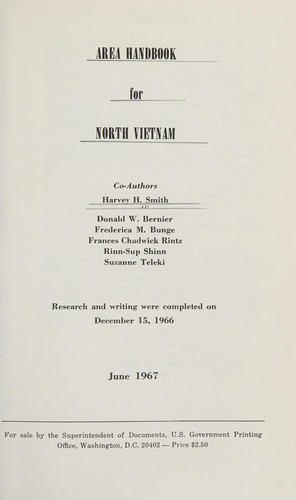 AREA HANDBOOK
for
NORTH VIETNAM
Co-Authors
Harvey H. Smith
Donald W. Bernier
Frederica M. Bunge
Frances Chadwick Rintz
Rinn-Sup Shinn
Suzanne Teleki
Research and writing were completed on
December 15, 1966
June 1967
For sale by the Superintendent of Documents, U.S. Government Printing
Office, Washington, D.C. 20402 — Price $2.50